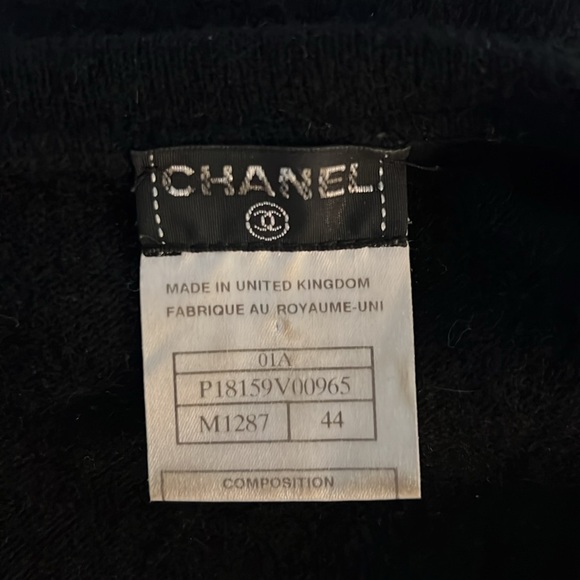 CHANEL
MADE IN UNITED KINGDOM
FABRIQUE AU ROYAUME-UNI
01A
P18159V00965
M1287 44
COMPOSITION